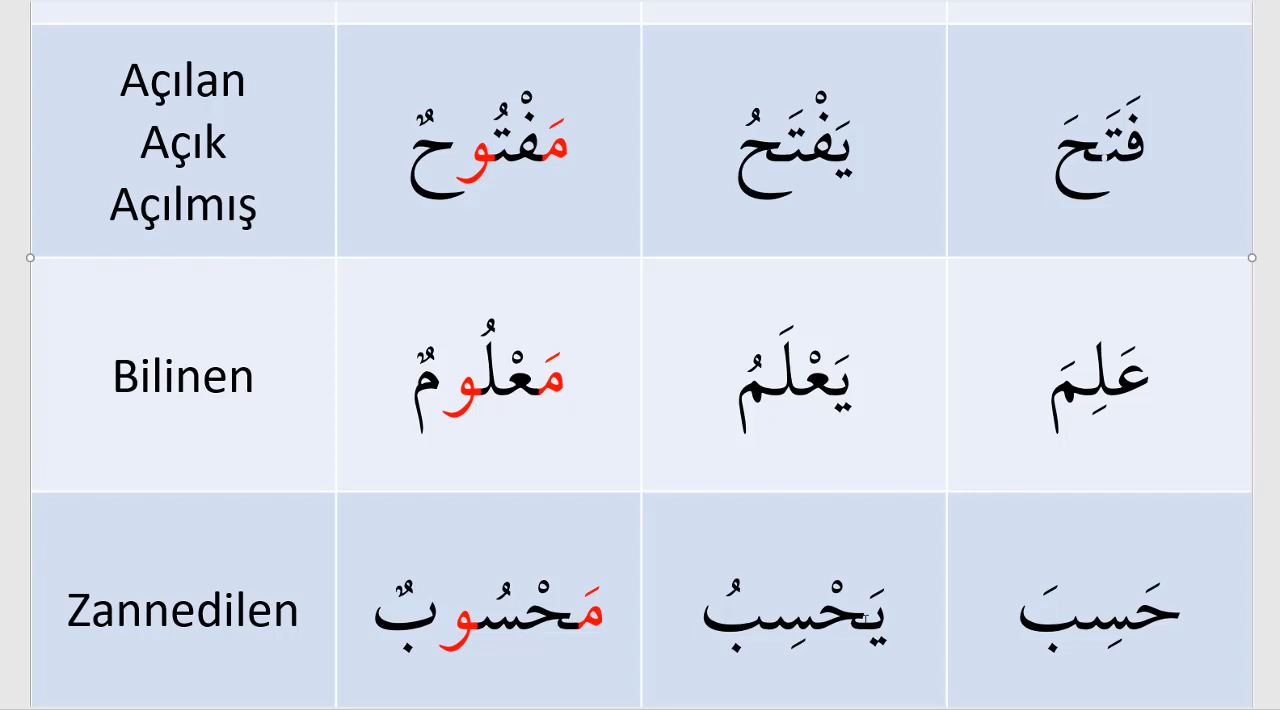 Açılan
Açık
Açılmış
مَفْتُوحٌ
يَفْتَحُ
فَتَحَ
Bilinen
مَعْلُومٌ
يَعْلَمُ
عَلِمَ
Zannedilen
مَحْسُوبٌ
يَحْسِبُ
حَسِبَ